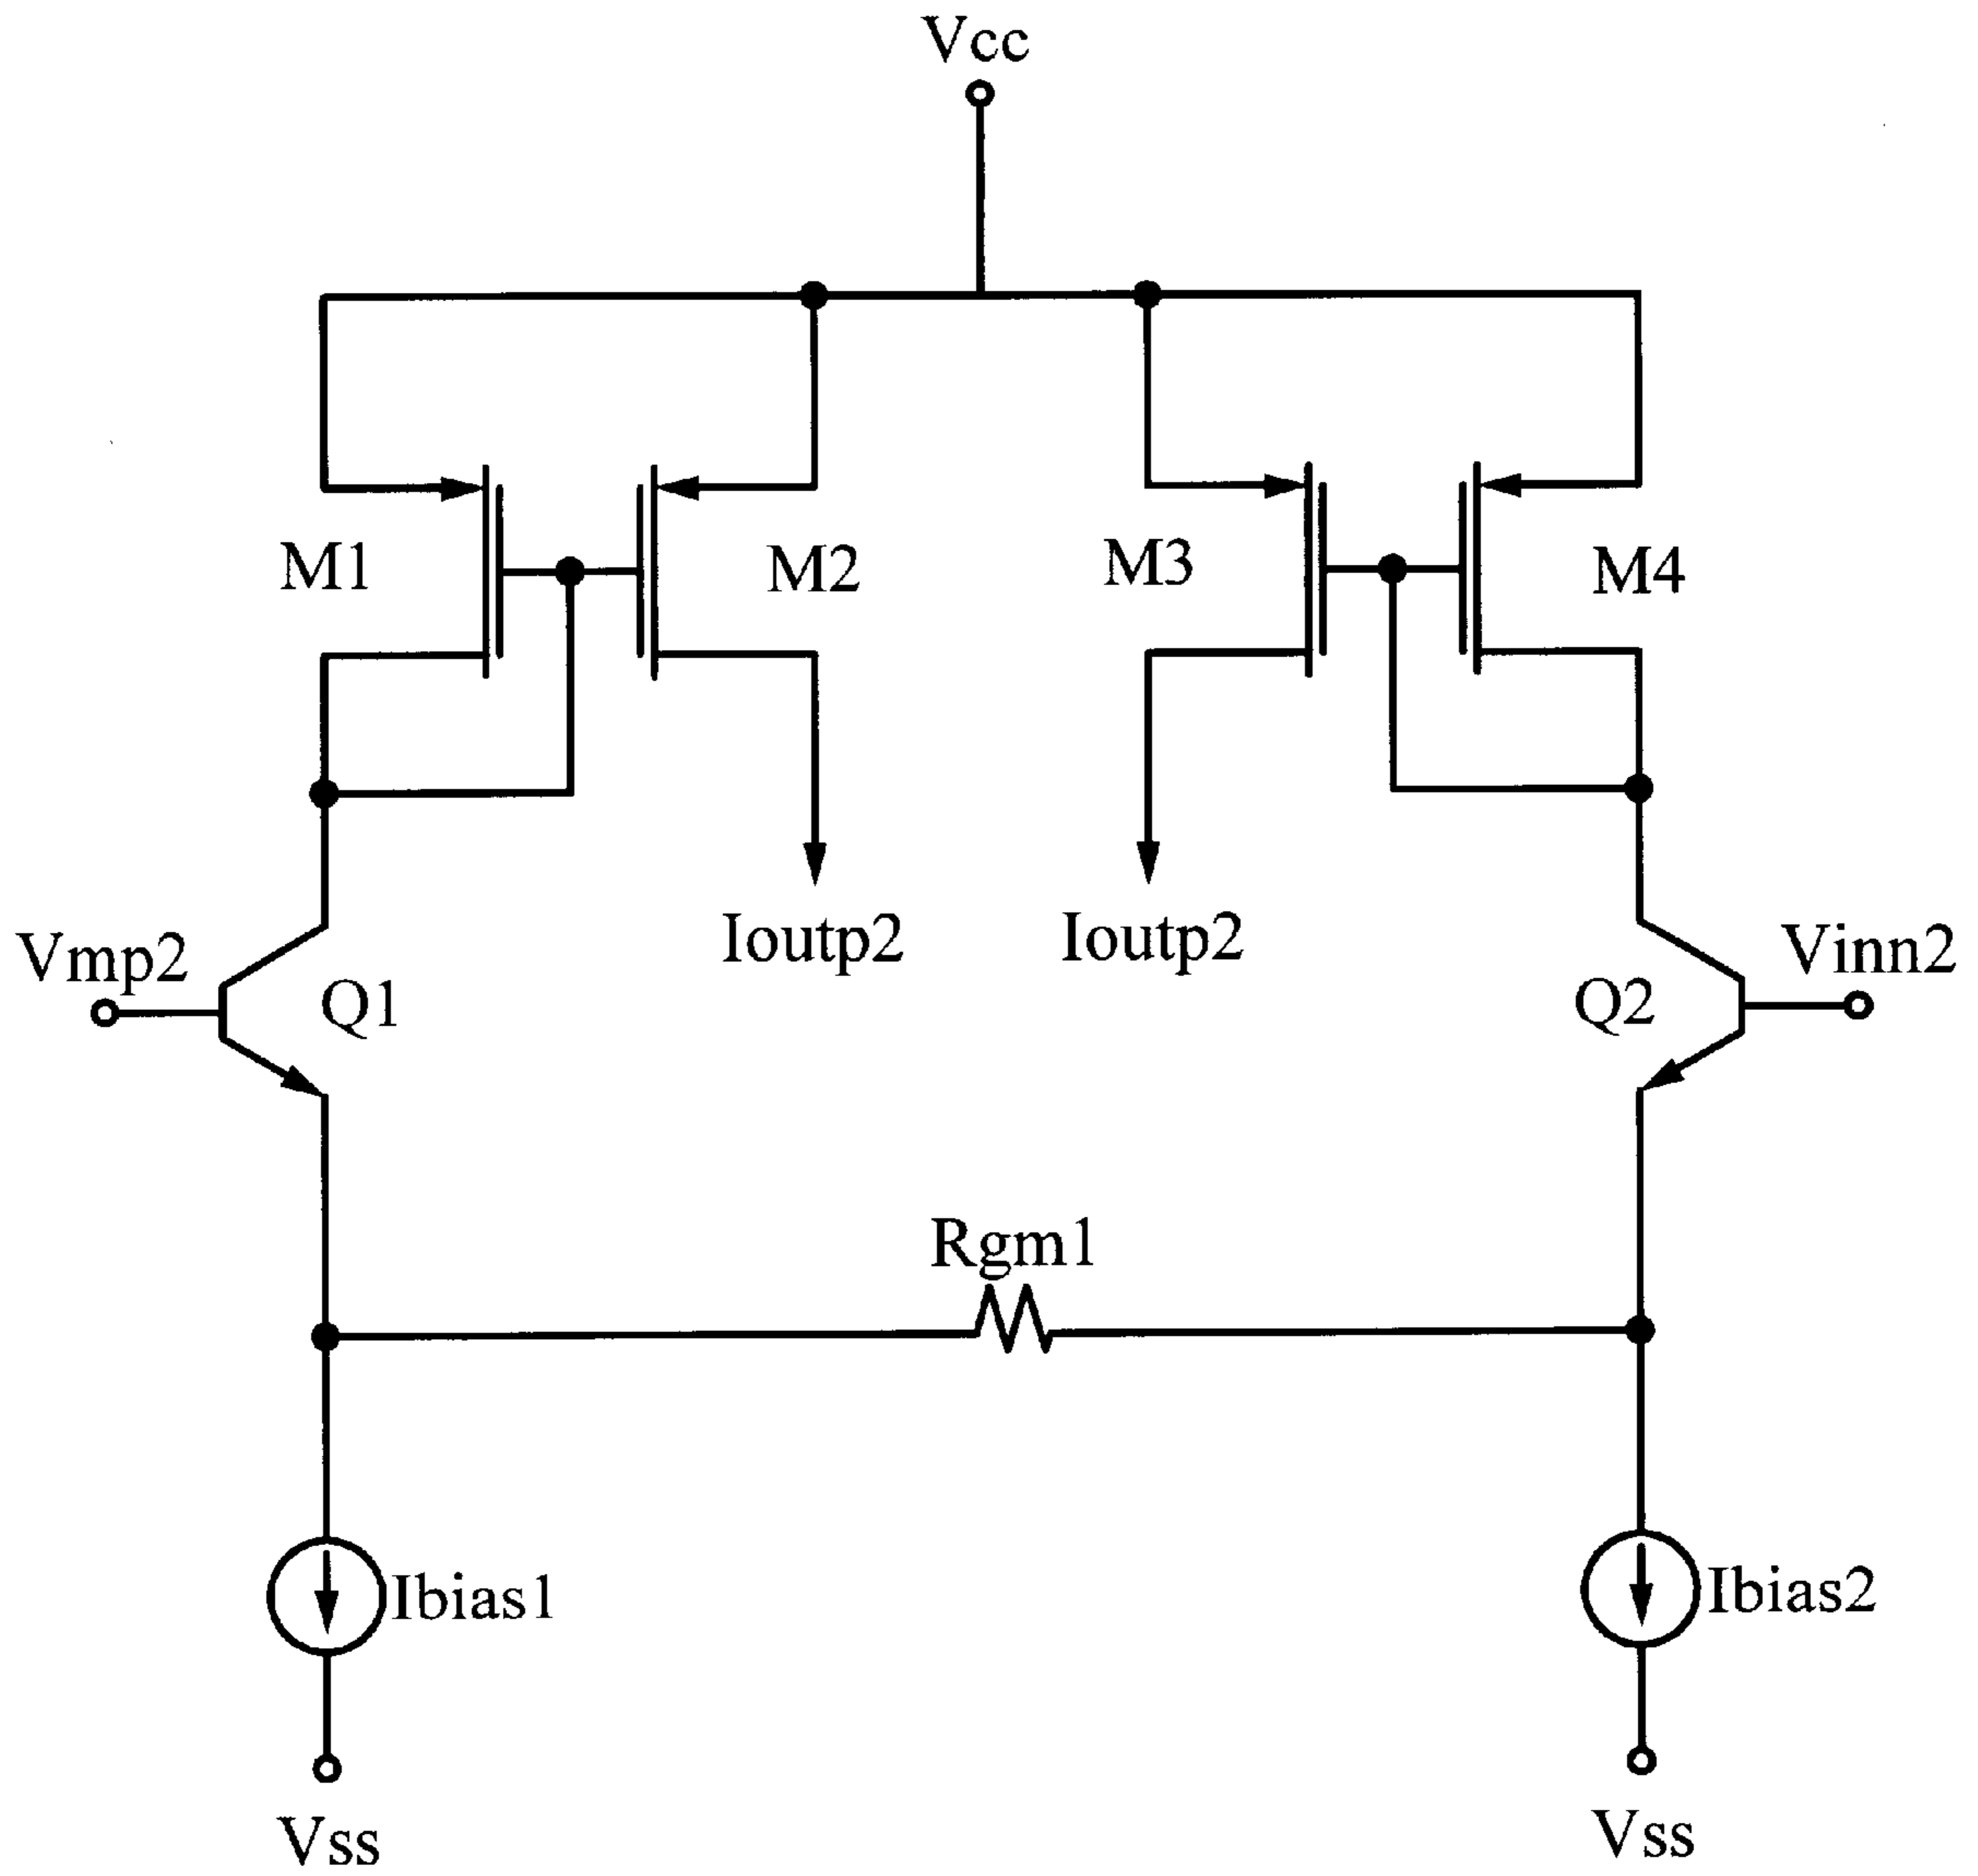 Vcc
M1
M2
M3
M4
Ioutp2
Ioutp2
Vmp2
Vinn2
Q1
Q2
Rgm1
Ibias1
Ibias2
Vss
Vss